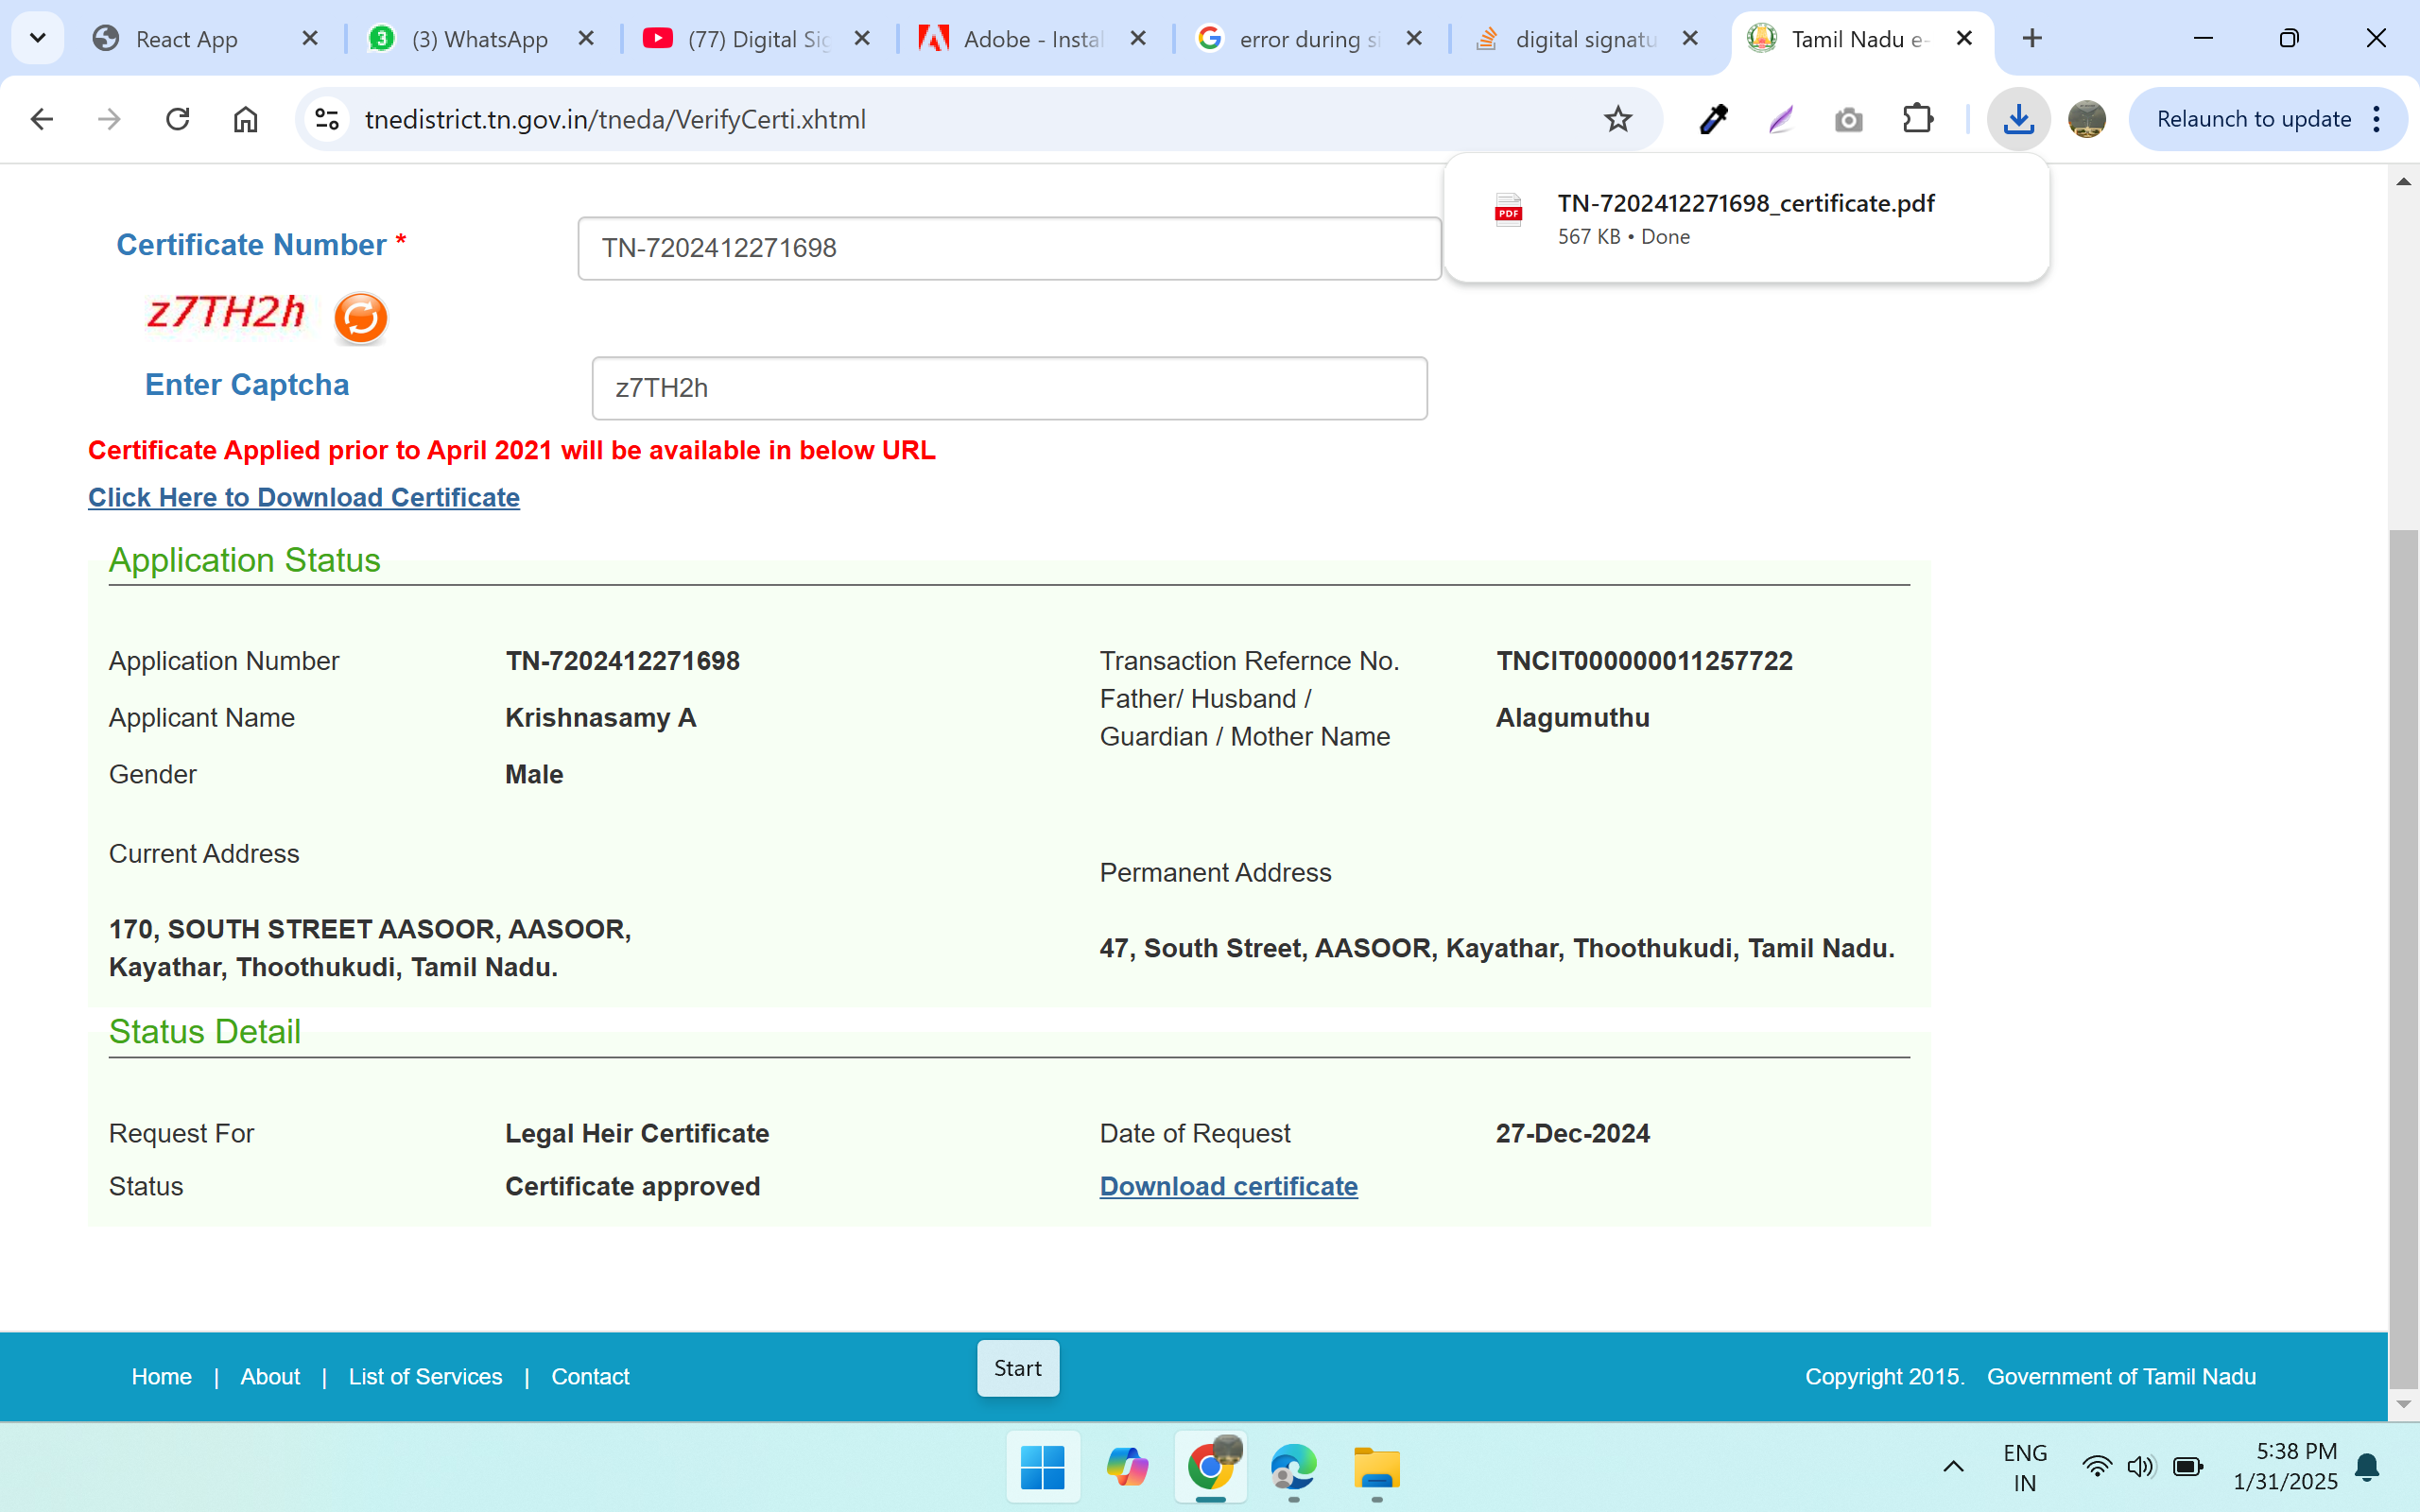 React App
(3) WhatsApp
(77) Digital Sig
Adobe - Instal
error during si
digital signatu
Tamil Nadu e-
tnedistrict.tn.gov.in/tneda/VerifyCerti.xhtml
Relaunch to update
TN-7202412271698_certificate.pdf
567 KB • Done
Certificate Number *
TN-7202412271698
z7TH2h
Enter Captcha
z7TH2h
Certificate Applied prior to April 2021 will be available in below URL
Click Here to Download Certificate
Application Status
Application Number
TN-7202412271698
Transaction Refernce No.
TNCIT000000011257722
Applicant Name
Krishnasamy A
Father/ Husband /
Guardian / Mother Name
Alagumuthu
Gender
Male
Current Address
Permanent Address
170, SOUTH STREET AASOOR, AASOOR,
Kayathar, Thoothukudi, Tamil Nadu.
47, South Street, AASOOR, Kayathar, Thoothukudi, Tamil Nadu.
Status Detail
Request For
Legal Heir Certificate
Date of Request
27-Dec-2024
Status
Certificate approved
Download certificate
Home | About | List of Services | Contact
Start
Copyright 2015. Government of Tamil Nadu
ENG
IN
5:38 PM
1/31/2025